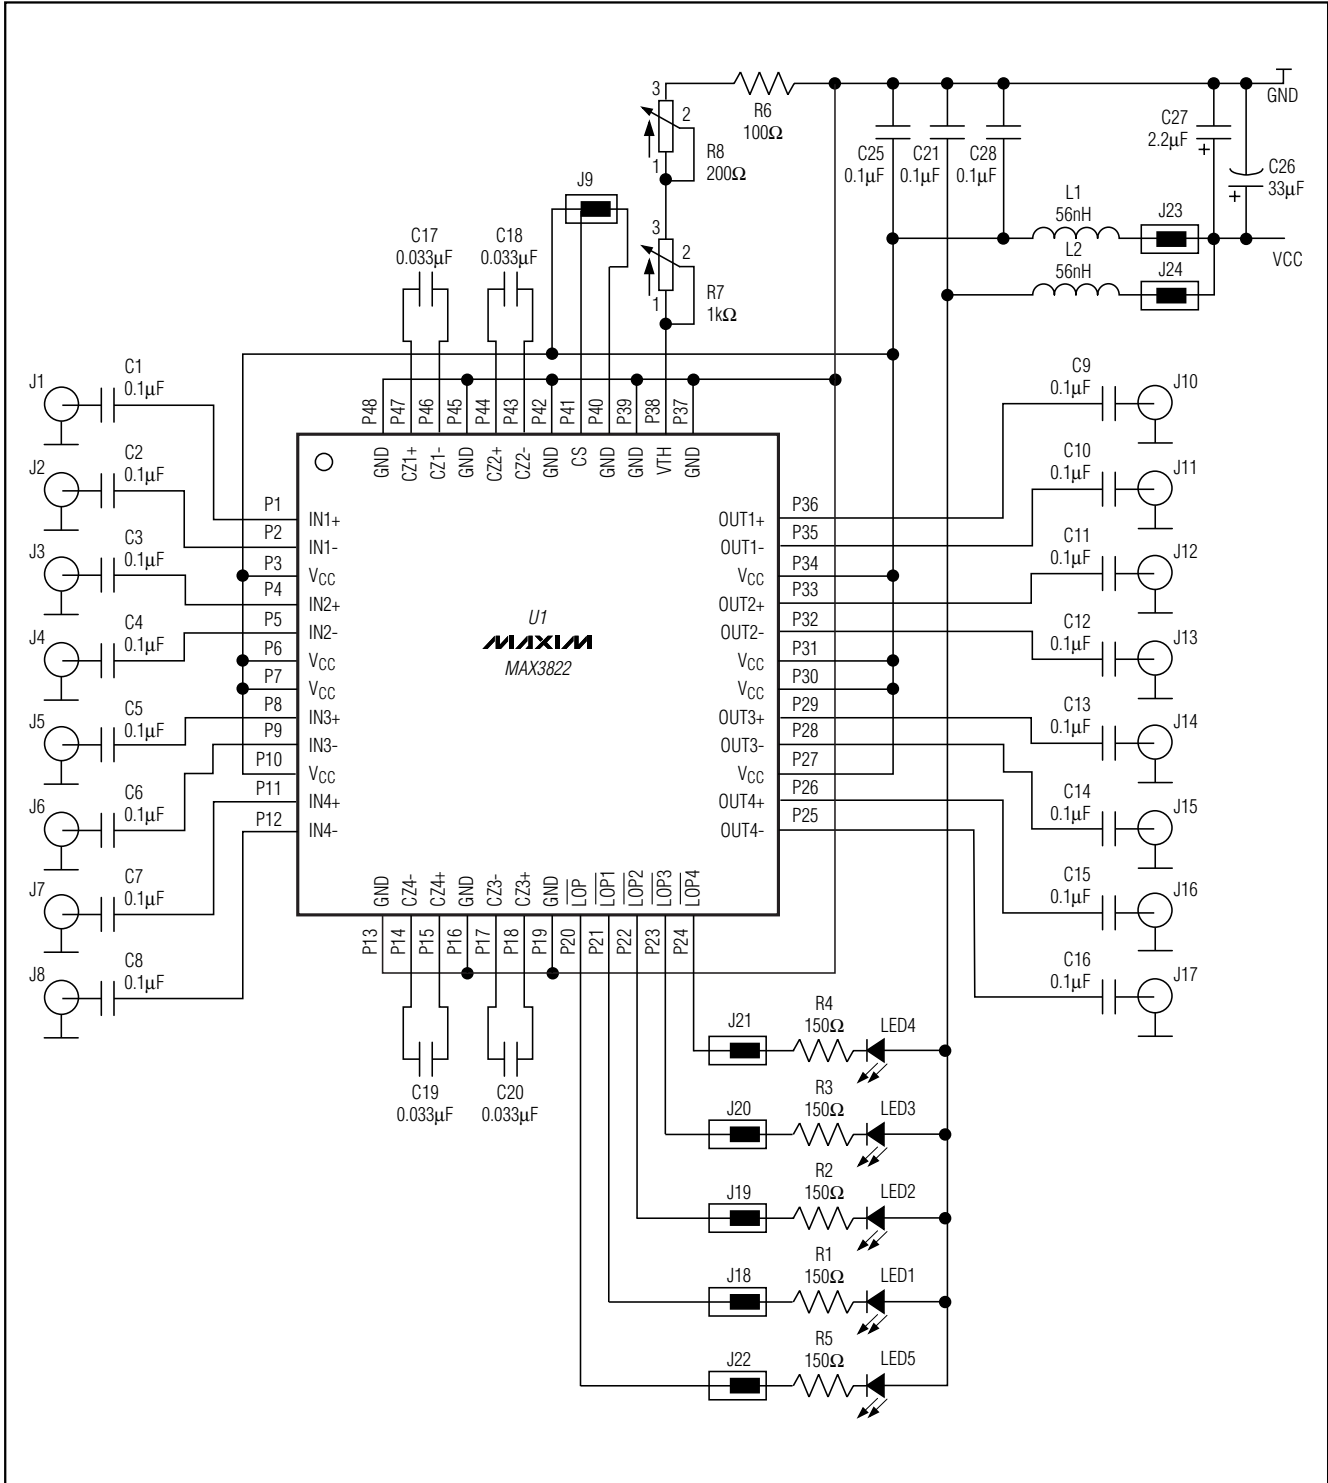 GND
R6
100Ω
3
2
1
R8
200Ω
C25
0.1µF
C21
0.1µF
C28
0.1µF
C27
2.2µF
+
C26
33µF
+
J9
L1
56nH
J23
L2
56nH
J24
VCC
C17
0.033µF
C18
0.033µF
3
2
1
R7
1kΩ
J1
C1
0.1µF
J2
C2
0.1µF
J3
C3
0.1µF
J4
C4
0.1µF
J5
C5
0.1µF
J6
C6
0.1µF
J7
C7
0.1µF
J8
C8
0.1µF
P48
P47
P46
P45
P44
P43
P42
P41
P40
P39
P38
P37
GND
CZ1+
CZ1-
GND
CZ2+
CZ2-
GND
CS
GND
GND
VTH
GND
P1 IN1+
P2 IN1-
P3 VCC
P4 IN2+
P5 IN2-
P6 VCC
P7 VCC
P8 IN3+
P9 IN3-
P10 VCC
P11 IN4+
P12 IN4-
U1
MAXIM
MAX3822
OUT1+ P36
OUT1- P35
VCC P34
OUT2+ P33
OUT2- P32
VCC P31
VCC P30
OUT3+ P29
OUT3- P28
VCC P27
OUT4+ P26
OUT4- P25
C9
0.1µF
J10
C10
0.1µF
J11
C11
0.1µF
J12
C12
0.1µF
J13
C13
0.1µF
J14
C14
0.1µF
J15
C15
0.1µF
J16
C16
0.1µF
J17
GND
CZ4-
CZ4+
GND
CZ3-
CZ3+
GND
LOP
LOP1
LOP2
LOP3
LOP4
P13
P14
P15
P16
P17
P18
P19
P20
P21
P22
P23
P24
C19
0.033µF
C20
0.033µF
J21
R4
150Ω
LED4
J20
R3
150Ω
LED3
J19
R2
150Ω
LED2
J18
R1
150Ω
LED1
J22
R5
150Ω
LED5